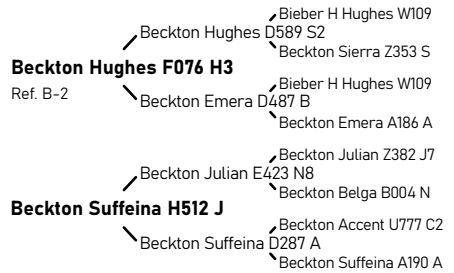 Bieber H Hughes W109
Beckton Hughes D589 S2
Beckton Sierra Z353 S
Beckton Hughes F076 H3
Ref. B-2
Bieber H Hughes W109
Beckton Emera D487 B
Beckton Emera A186 A
Beckton Julian Z382 J7
Beckton Julian E423 N8
Beckton Belga B004 N
Beckton Suffeina H512 J
Beckton Accent U777 C2
Beckton Suffeina D287 A
Beckton Suffeina A190 A